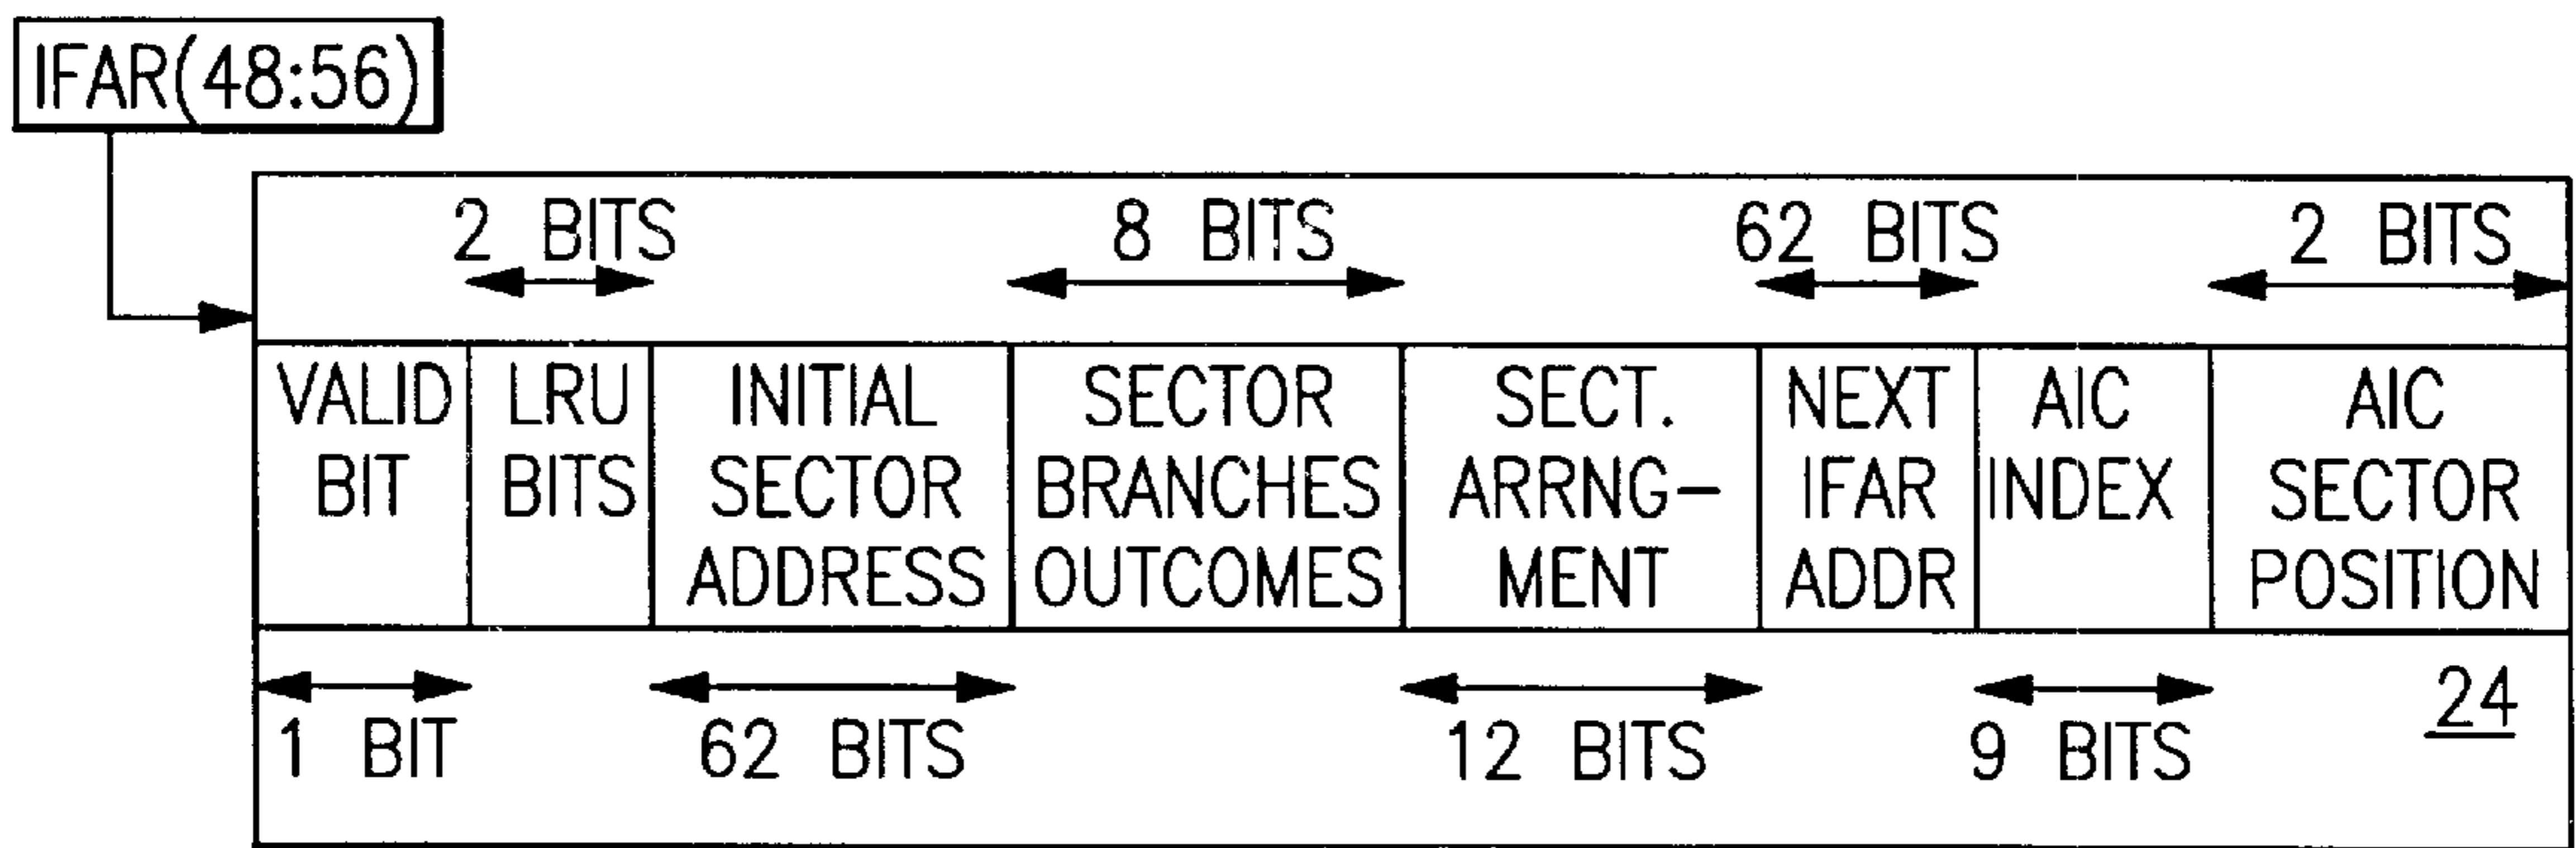 IFAR(48:56)
2 BITS 8 BITS 62 BITS 2 BITS
VALID LRU INITIAL SECTOR SECT. NEXT AIC AIC
BIT BITS SECTOR BRANCHES ARRNG- IFAR INDEX SECTOR
ADDRESS OUTCOMES MENT ADDR POSITION
24
1 BIT 62 BITS 12 BITS 9 BITS